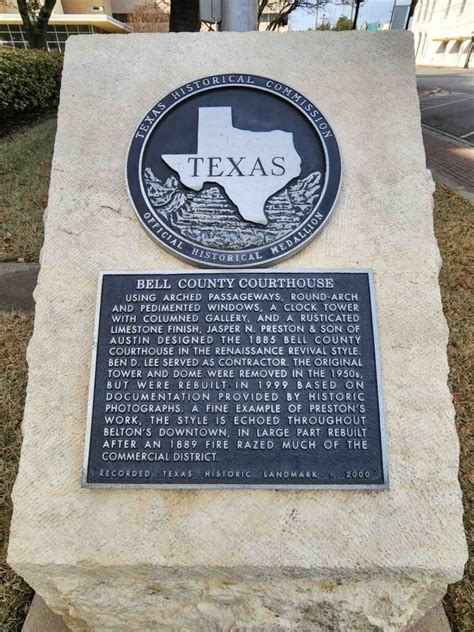 TEXAS HISTORICAL COMMISSION
TEXAS
OFFICIAL HISTORICAL MEDALLION
BELL COUNTY COURTHOUSE
USING ARCHED PASSAGEWAYS, ROUND-ARCH
AND PEDIMENTED WINDOWS, A CLOCK TOWER
WITH COLUMNED GALLERY, AND A RUSTICATED
LIMESTONE FINISH, JASPER N. PRESTON & SON OF
AUSTIN DESIGNED THE 1885 BELL COUNTY
COURTHOUSE IN THE RENAISSANCE REVIVAL STYLE.
BEN D. LEE SERVED AS CONTRACTOR. THE ORIGINAL
TOWER AND DOME WERE REMOVED IN THE 1950s,
BUT WERE REBUILT IN 1999 BASED ON
DOCUMENTATION PROVIDED BY HISTORIC
PHOTOGRAPHS. A FINE EXAMPLE OF PRESTON'S
WORK, THE STYLE IS ECHOED THROUGHOUT
BELTON'S DOWNTOWN, IN LARGE PART REBUILT
AFTER AN 1889 FIRE RAZED MUCH OF THE
COMMERCIAL DISTRICT.
RECORDED TEXAS HISTORIC LANDMARK 2000